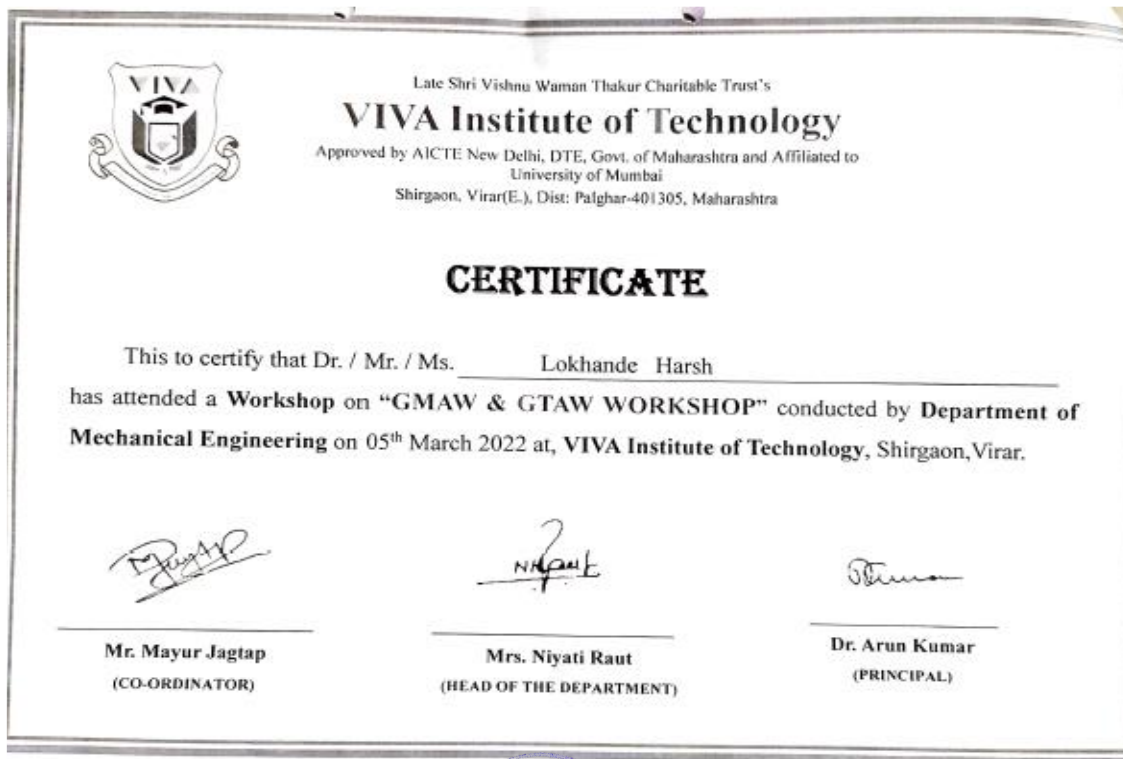 VIVA
Late Shri Vishnu Waman Thakur Charitable Trust's
VIVA Institute of Technology
Approved by AICTE New Delhi, DTE, Govt. of Maharashtra and Affiliated to
University of Mumbai
Shirgaon, Virar(E.), Dist: Palghar-401305, Maharashtra
CERTIFICATE
This to certify that Dr. / Mr. / Ms. Lokhande Harsh
has attended a Workshop on “GMAW & GTAW WORKSHOP” conducted by Department of
Mechanical Engineering on 05th March 2022 at, VIVA Institute of Technology, Shirgaon,Virar.
Mr. Mayur Jagtap
(CO-ORDINATOR)
Mrs. Niyati Raut
(HEAD OF THE DEPARTMENT)
Dr. Arun Kumar
(PRINCIPAL)